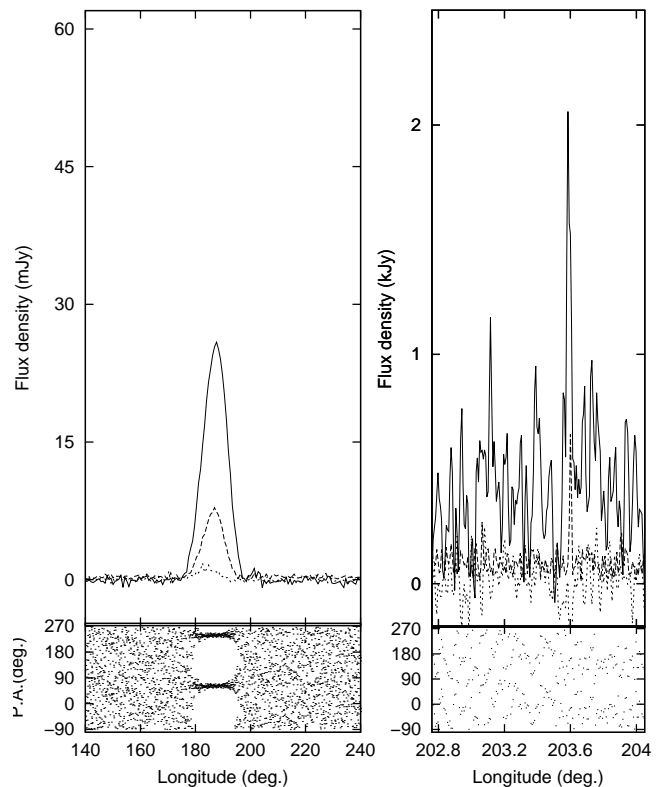 60
45
30
15
0
Flux density (mJy)
270
180
90
0
−90
P.A.(deg.)
140 160 180 200 220 240
Longitude (deg.)
2
1
0
Flux density (kJy)
270
180
90
0
−90
202.8 203.2 203.6 204
Longitude (deg.)